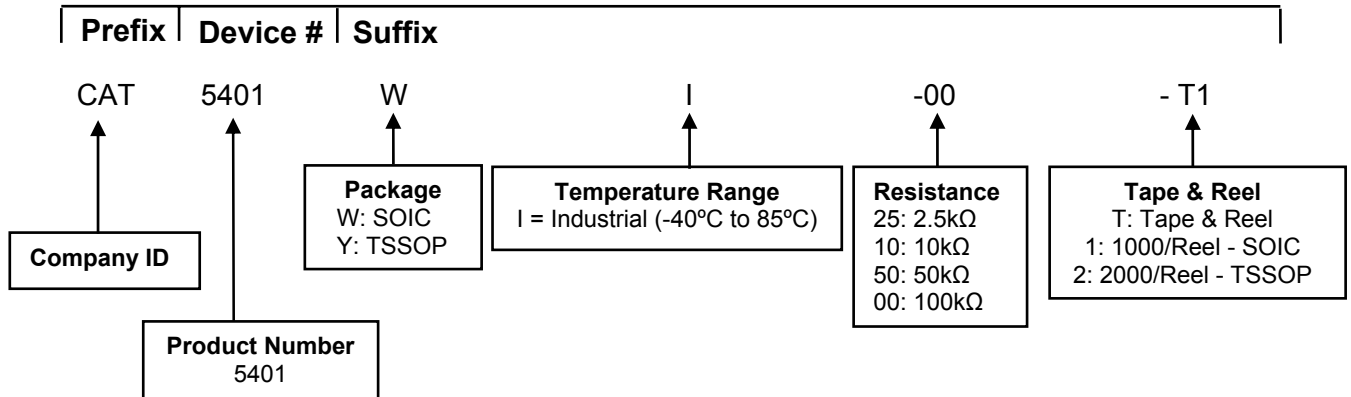 Prefix Device # Suffix
CAT 5401 W I -00 - T1
Company ID
Product Number
5401
Package
W: SOIC
Y: TSSOP
Temperature Range
I = Industrial (-40ºC to 85ºC)
Resistance
25: 2.5kΩ
10: 10kΩ
50: 50kΩ
00: 100kΩ
Tape & Reel
T: Tape & Reel
1: 1000/Reel - SOIC
2: 2000/Reel - TSSOP